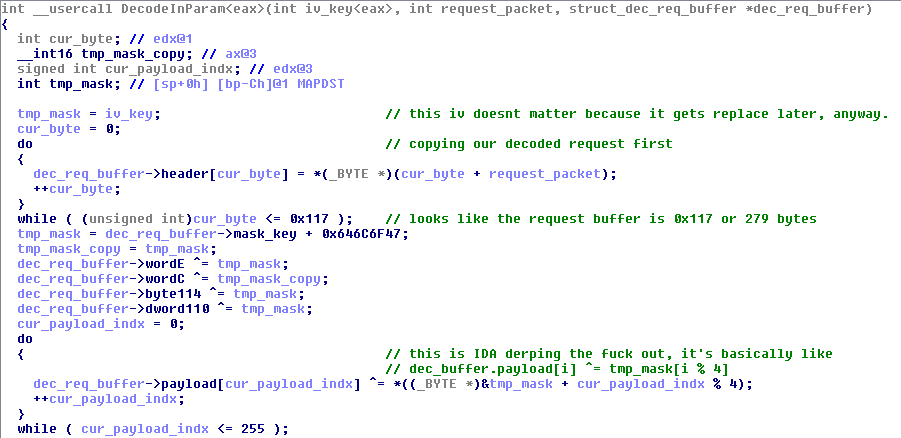 int __usercall DecodeInParam<eax>(int iv_key<eax>, int request_packet, struct_dec_req_buffer *dec_req_buffer)
{
int cur_byte; // edx@1
__int16 tmp_mask_copy; // ax@3
signed int cur_payload_indx; // edx@3
int tmp_mask; // [sp+0h] [bp-Ch]@1 MAPDST
tmp_mask = iv_key; // this iv doesnt matter because it gets replace later, anyway.
cur_byte = 0;
do // copying our decoded request first
{
dec_req_buffer->header[cur_byte] = *(_BYTE *)(cur_byte + request_packet);
++cur_byte;
}
while ( (unsigned int)cur_byte <= 0x117 ); // looks like the request buffer is 0x117 or 279 bytes
tmp_mask = dec_req_buffer->mask_key + 0x646C6F47;
tmp_mask_copy = tmp_mask;
dec_req_buffer->wordE ^= tmp_mask;
dec_req_buffer->wordC ^= tmp_mask_copy;
dec_req_buffer->byte114 ^= tmp_mask;
dec_req_buffer->dword110 ^= tmp_mask;
cur_payload_indx = 0;
do
{ // this is IDA derping the fuck out, it's basically like
// dec_buffer.payload[i] ^= tmp_mask[i % 4]
dec_req_buffer->payload[cur_payload_indx] ^= *((_BYTE *)&tmp_mask + cur_payload_indx % 4);
++cur_payload_indx;
}
while ( cur_payload_indx <= 255 );